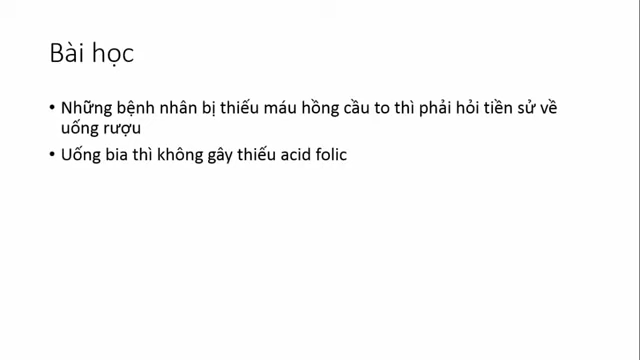 Bài học
• Những bệnh nhân bị thiếu máu hồng cầu to thì phải hỏi tiền sử về
uống rượu
• Uống bia thì không gây thiếu acid folic